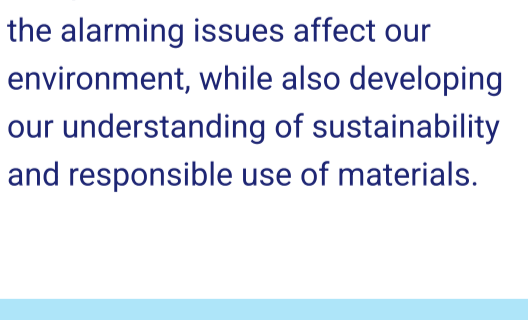 the alarming issues affect our
environment, while also developing
our understanding of sustainability
and responsible use of materials.